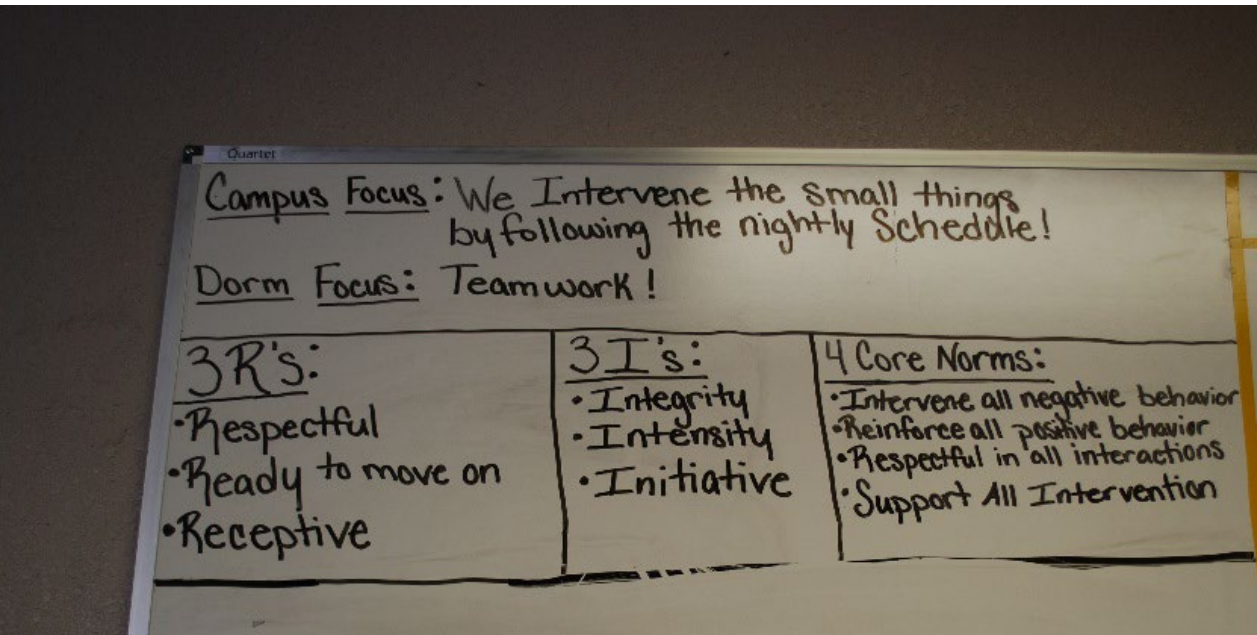 Quartet
Campus Focus: We Intervene the small things
by following the nightly Schedule!
Dorm Focus: Teamwork!
3R's:
•Respectful
•Ready to move on
•Receptive
3 I's:
•Integrity
•Intensity
•Initiative
4 Core Norms:
•Intervene all negative behavior
•Reinforce all positive behavior
•Respectful in all interactions
•Support All Intervention